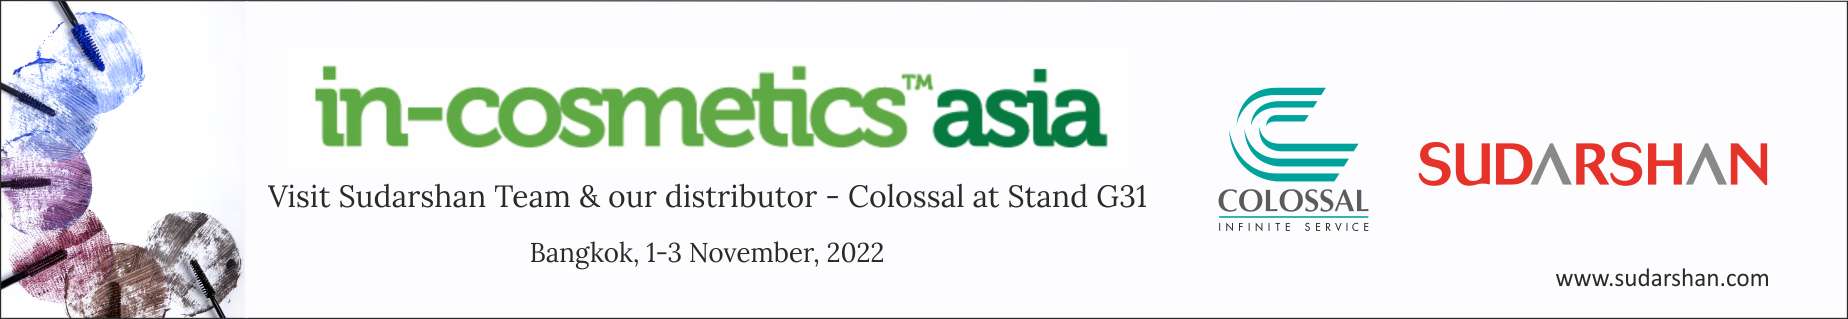 in-cosmetics™ asia
Visit Sudarshan Team & our distributor - Colossal at Stand G31
Bangkok, 1-3 November, 2022
COLOSSAL
INFINITE SERVICE
SUDARSHAN
www.sudarshan.com